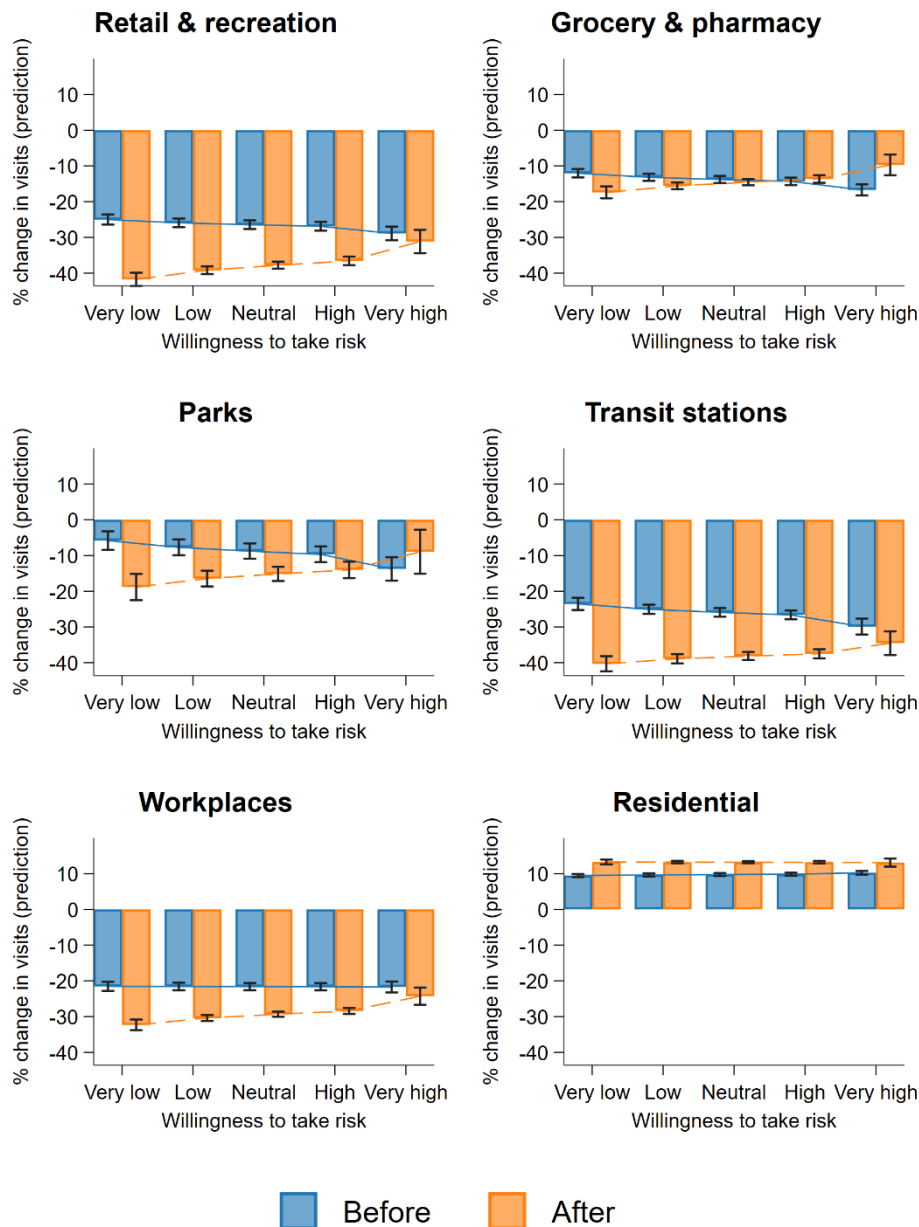 Retail & recreation
% change in visits (prediction)
10
0
-10
-20
-30
-40
Very low Low Neutral High Very high
Willingness to take risk
Grocery & pharmacy
% change in visits (prediction)
10
0
-10
-20
-30
-40
Very low Low Neutral High Very high
Willingness to take risk
Parks
% change in visits (prediction)
10
0
-10
-20
-30
-40
Very low Low Neutral High Very high
Willingness to take risk
Transit stations
% change in visits (prediction)
10
0
-10
-20
-30
-40
Very low Low Neutral High Very high
Willingness to take risk
Workplaces
% change in visits (prediction)
10
0
-10
-20
-30
-40
Very low Low Neutral High Very high
Willingness to take risk
Residential
% change in visits (prediction)
10
0
-10
-20
-30
-40
Very low Low Neutral High Very high
Willingness to take risk
Before After